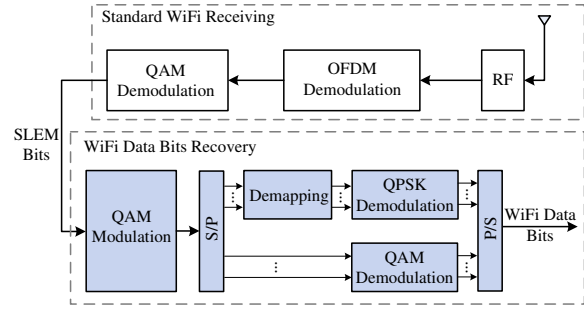 Standard WiFi Receiving
QAM
Demodulation
OFDM
Demodulation
RF
SLEM
Bits
WiFi Data Bits Recovery
QAM
Modulation
S/P
Demapping
QPSK
Demodulation
QAM
Demodulation
P/S
WiFi Data
Bits